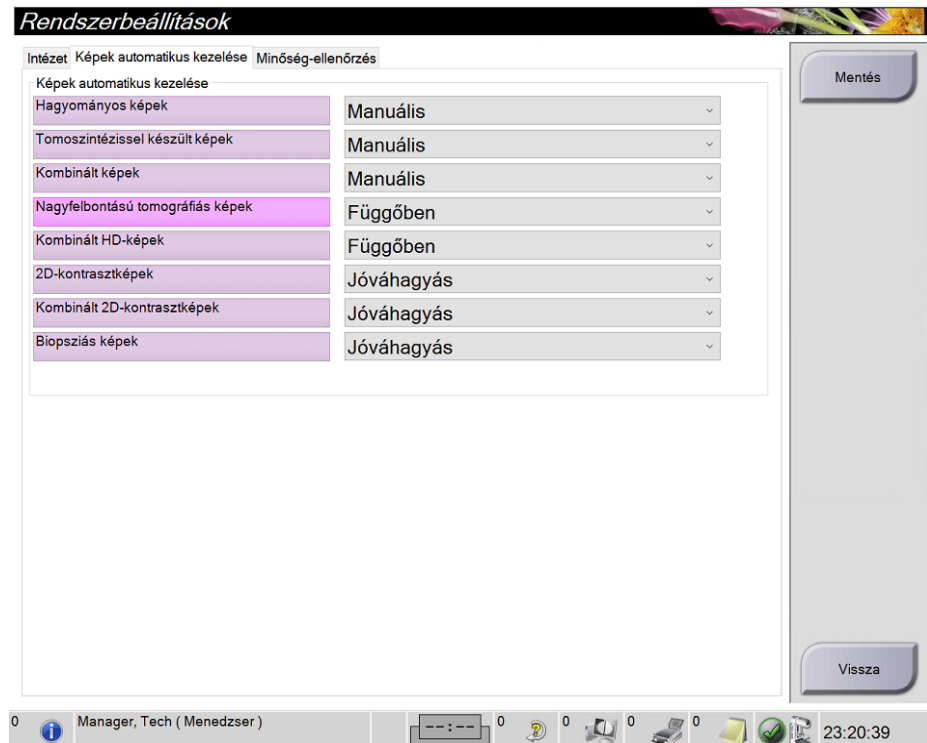 Rendszerbeállítások
Intézet Képek automatikus kezelése Minőség-ellenőrzés
Képek automatikus kezelése
Hagyományos képek Manuális
Tomoszintézissel készült képek Manuális
Kombinált képek Manuális
Nagyfelbontású tomográfiás képek Függőben
Kombinált HD-képek Függőben
2D-kontrasztképek Jóváhagyás
Kombinált 2D-kontrasztképek Jóváhagyás
Biopsziás képek Jóváhagyás
Mentés
Vissza
0 Manager, Tech ( Menedzser ) --:-- 0 0 0 0 23:20:39